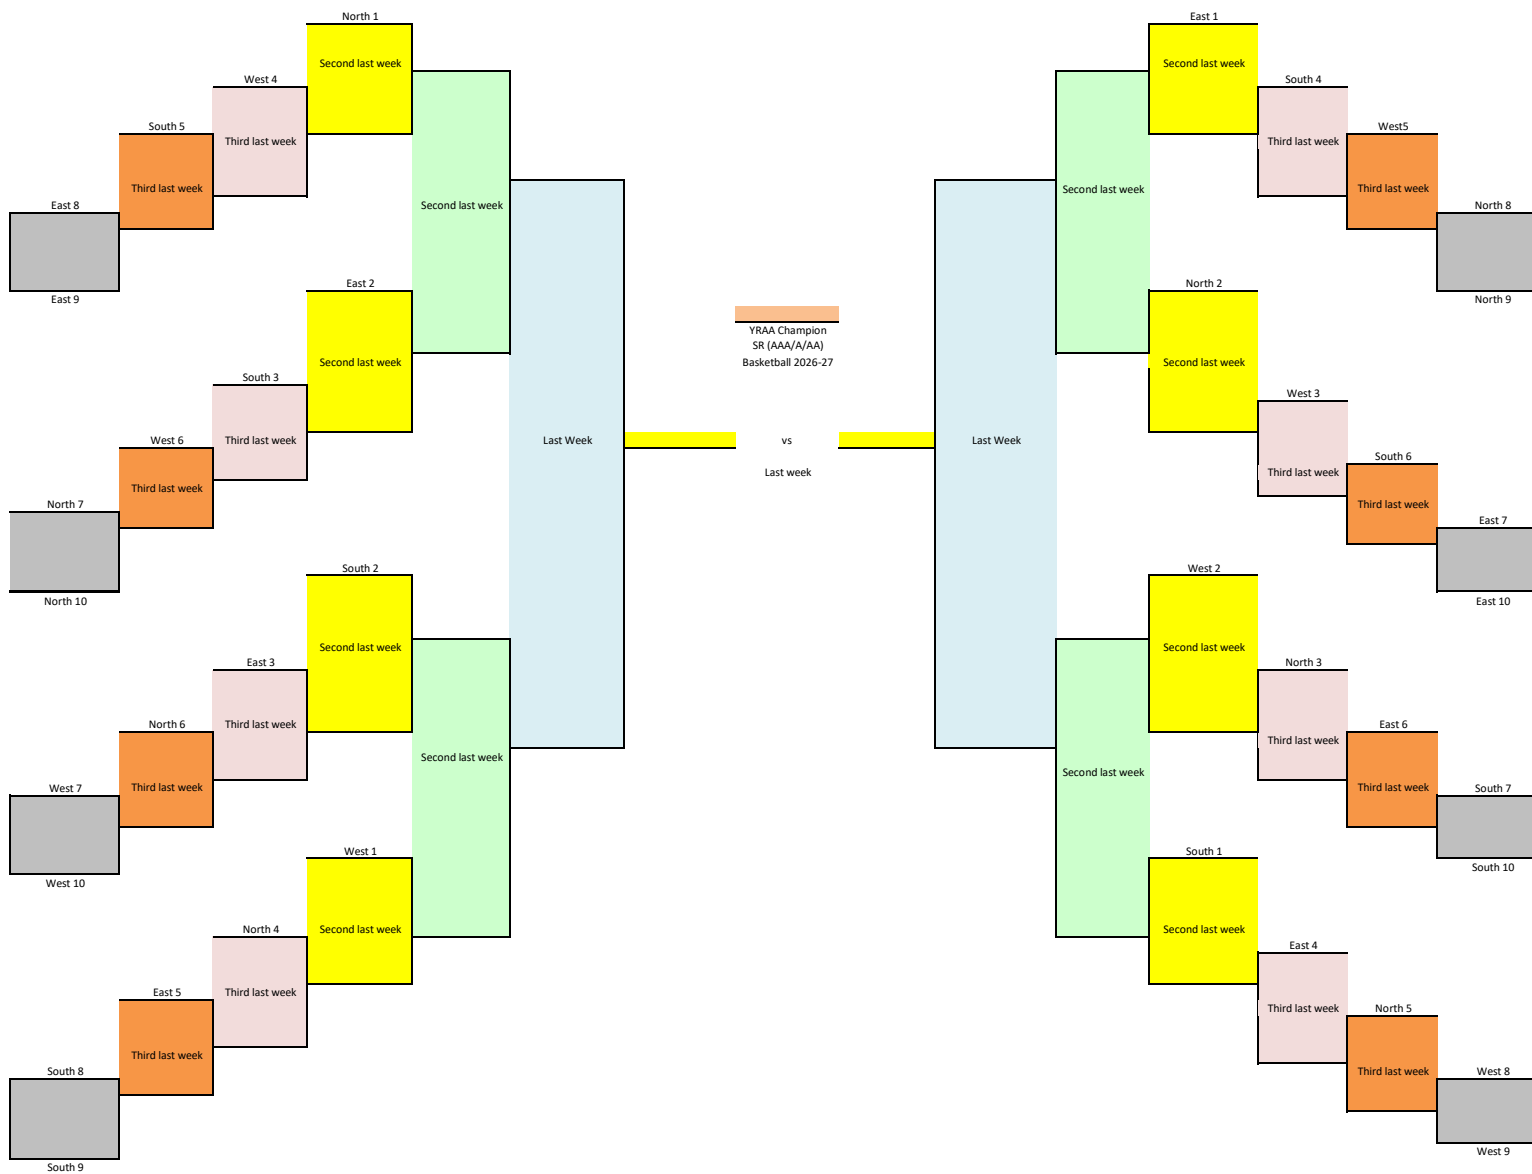 North 1
East 1
Second last week
Second last week
West 4
South 4
South 5
West5
Third last week
Third last week
Third last week
Third last week
Second last week
Second last week
East 8
North 8
East 9
North 9
East 2
North 2
YRAA Champion
SR (AAA/A/AA)
Basketball 2026-27
Second last week
Second last week
South 3
West 3
West 6
Last Week
vs
Last Week
Third last week
South 6
Last week
Third last week
Third last week
Third last week
North 7
East 7
North 10
East 10
South 2
West 2
Second last week
Second last week
East 3
North 3
North 6
East 6
Third last week
Third last week
Second last week
Second last week
West 7
South 7
Third last week
Third last week
West 10
South 10
West 1
South 1
Second last week
Second last week
North 4
East 4
East 5
Third last week
Third last week
North 5
Third last week
Third last week
South 8
West 8
South 9
West 9